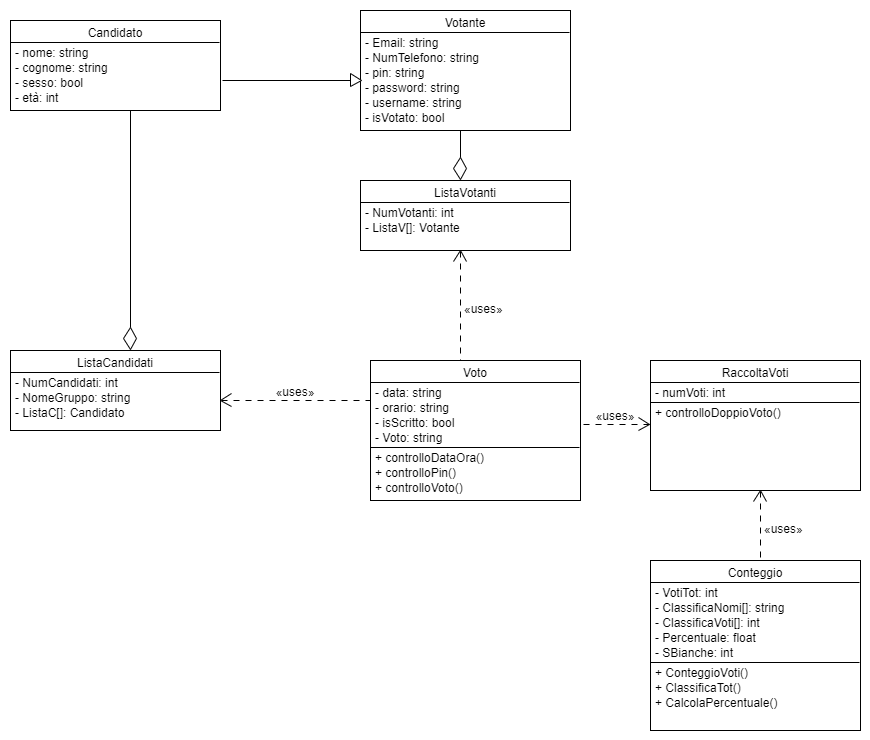 Candidato
- nome: string
- cognome: string
- sesso: bool
- età: int
Votante
- Email: string
- NumTelefono: string
- pin: string
- password: string
- username: string
- isVotato: bool
ListaVotanti
- NumVotanti: int
- ListaV[]: Votante
«uses»
ListaCandidati
- NumCandidati: int
- NomeGruppo: string
- ListaC[]: Candidato
«uses»
Voto
- data: string
- orario: string
- isScritto: bool
- Voto: string
+ controlloDataOra()
+ controlloPin()
+ controlloVoto()
«uses»
RaccoltaVoti
- numVoti: int
+ controlloDoppioVoto()
«uses»
Conteggio
- VotiTot: int
- ClassificaNomi[]: string
- ClassificaVoti[]: int
- Percentuale: float
- SBianche: int
+ ConteggioVoti()
+ ClassificaTot()
+ CalcolaPercentuale()